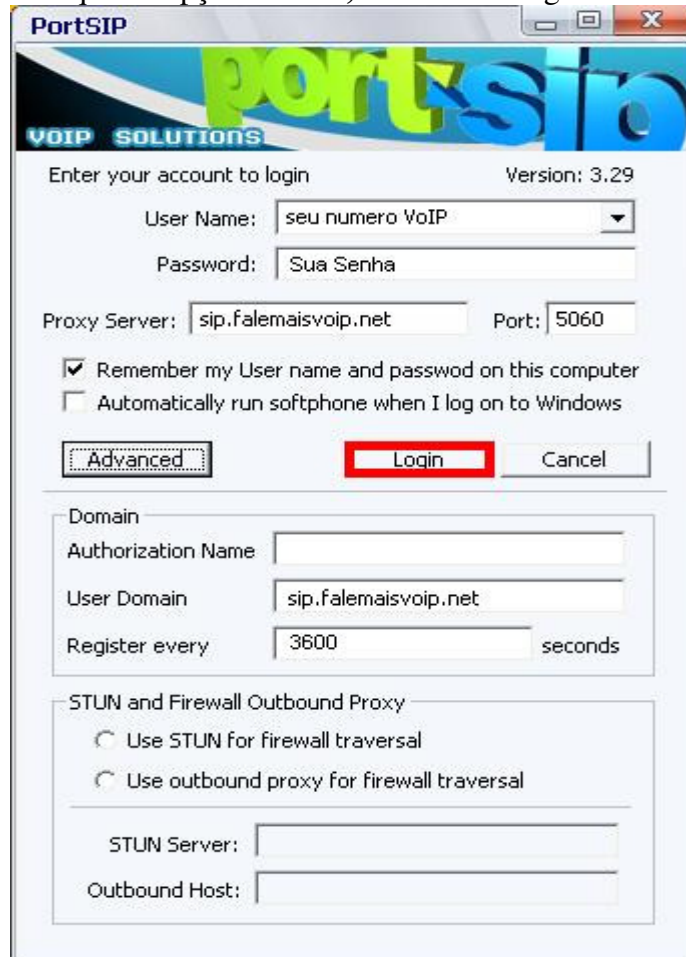 PortSIP
port sip
VOIP SOLUTIONS
Enter your account to login Version: 3.29
User Name: seu numero VoIP
Password: Sua Senha
Proxy Server: sip.falemaisvoip.net Port: 5060
Remember my User name and passwod on this computer
Automatically run softphone when I log on to Windows
Advanced Login Cancel
Domain
Authorization Name
User Domain sip.falemaisvoip.net
Register every 3600 seconds
STUN and Firewall Outbound Proxy
Use STUN for firewall traversal
Use outbound proxy for firewall traversal
STUN Server:
Outbound Host: